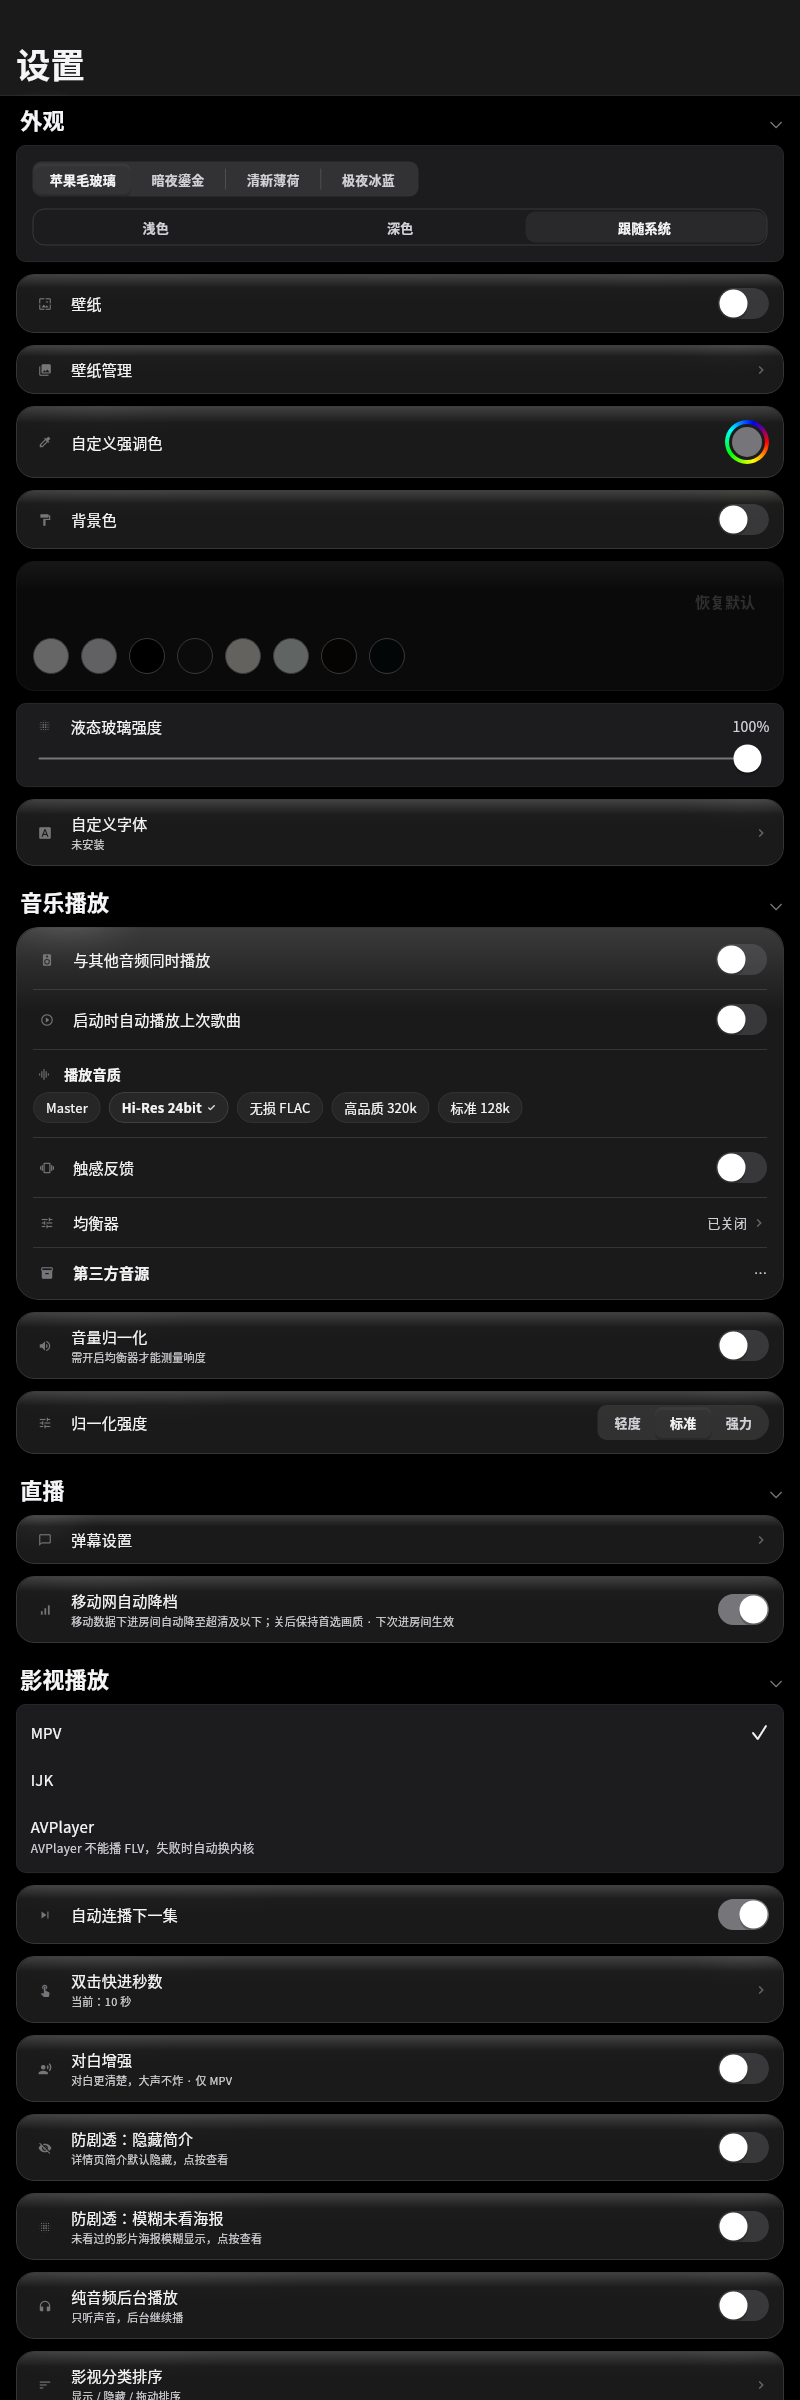 设置
外观
苹果毛玻璃 暗夜鎏金 清新薄荷 极夜冰蓝
浅色 深色 跟随系统
壁纸
壁纸管理
自定义强调色
背景色
恢复默认
液态玻璃强度 100%
自定义字体
未安装
音乐播放
与其他音频同时播放
启动时自动播放上次歌曲
播放音质
Master Hi-Res 24bit 无损 FLAC 高品质 320k 标准 128k
触感反馈
均衡器 已关闭
第三方音源 ...
音量归一化
需开启均衡器才能测量响度
归一化强度 轻度 标准 强力
直播
弹幕设置
移动网自动降档
移动数据下进房间自动降至超清及以下；关后保持首选画质 · 下次进房间生效
影视播放
MPV
IJK
AVPlayer
AVPlayer 不能播 FLV，失败时自动换内核
自动连播下一集
双击快进秒数
当前：10 秒
对白增强
对白更清楚，大声不炸 · 仅 MPV
防剧透：隐藏简介
详情页简介默认隐藏，点按查看
防剧透：模糊未看海报
未看过的影片海报模糊显示，点按查看
纯音频后台播放
只听声音，后台继续播
影视分类排序
显示 / 隐藏 / 拖动排序